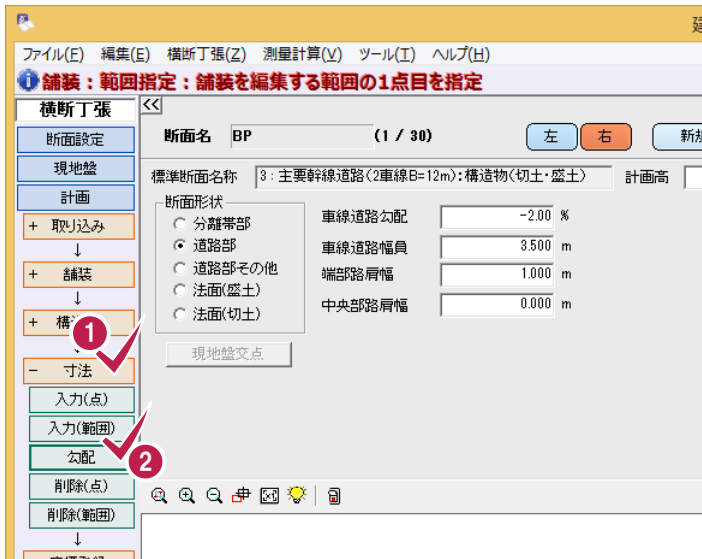 建
ファイル(F) 編集(E) 横断丁張(Z) 測量計算(V) ツール(T) ヘルプ(H)
舗装：範囲指定：舗装を編集する範囲の1点目を指定
横断丁張
<<
断面設定
断面名 BP (1 / 30) 左 右 新規
現地盤
標準断面名称 3：主要幹線道路(2車線B=12m)：構造物(切土・盛土) 計画高
計画
断面形状
分離帯部
道路部
道路部その他
法面(盛土)
法面(切土)
車線道路勾配 -2.00 %
車線道路幅員 3.500 m
端部路肩幅 1.000 m
中央部路肩幅 0.000 m
現地盤交点
+ 取り込み
↓
+ 舗装
↓
+ 構
1
− 寸法
入力(点)
入力(範囲)
勾配
2
削除(点)
削除(範囲)
↓